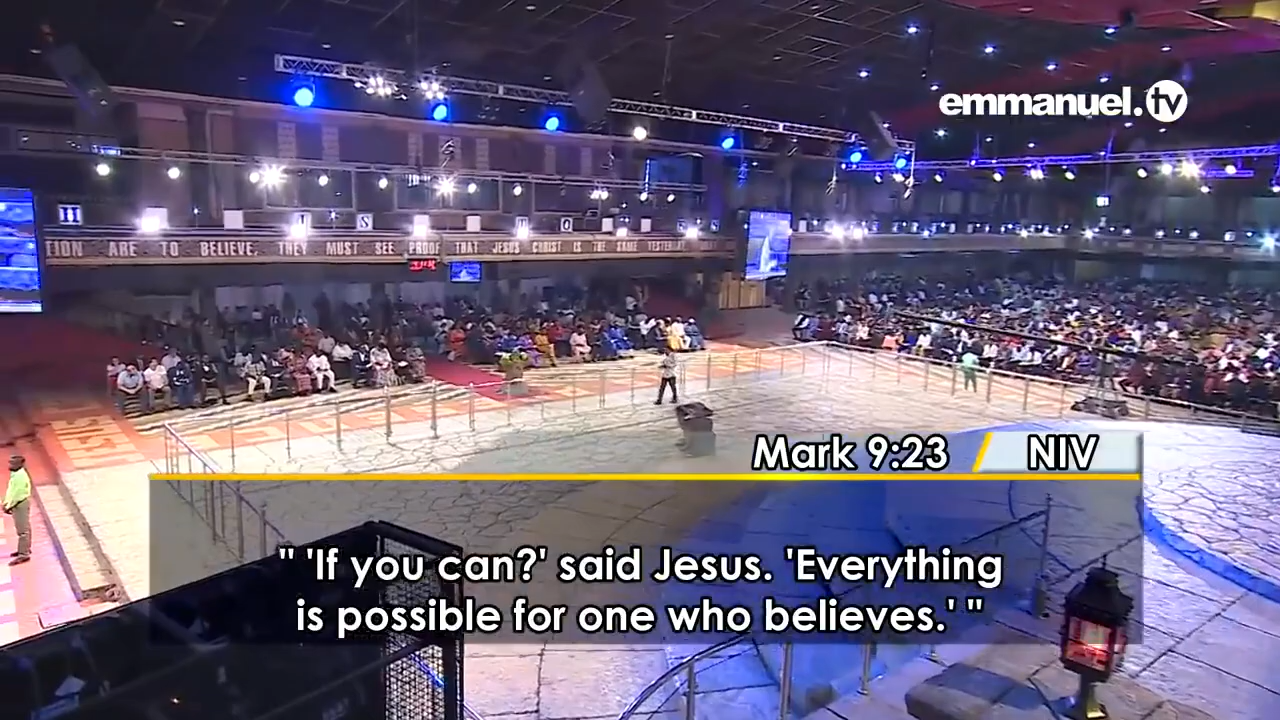 emmanuel.tv
TION ARE TO BELIEVE, THEY MUST SEE PROOF THAT JESUS CHRIST IS THE SAME
Mark 9:23 NIV
" 'If you can?' said Jesus. 'Everything
is possible for one who believes.' "